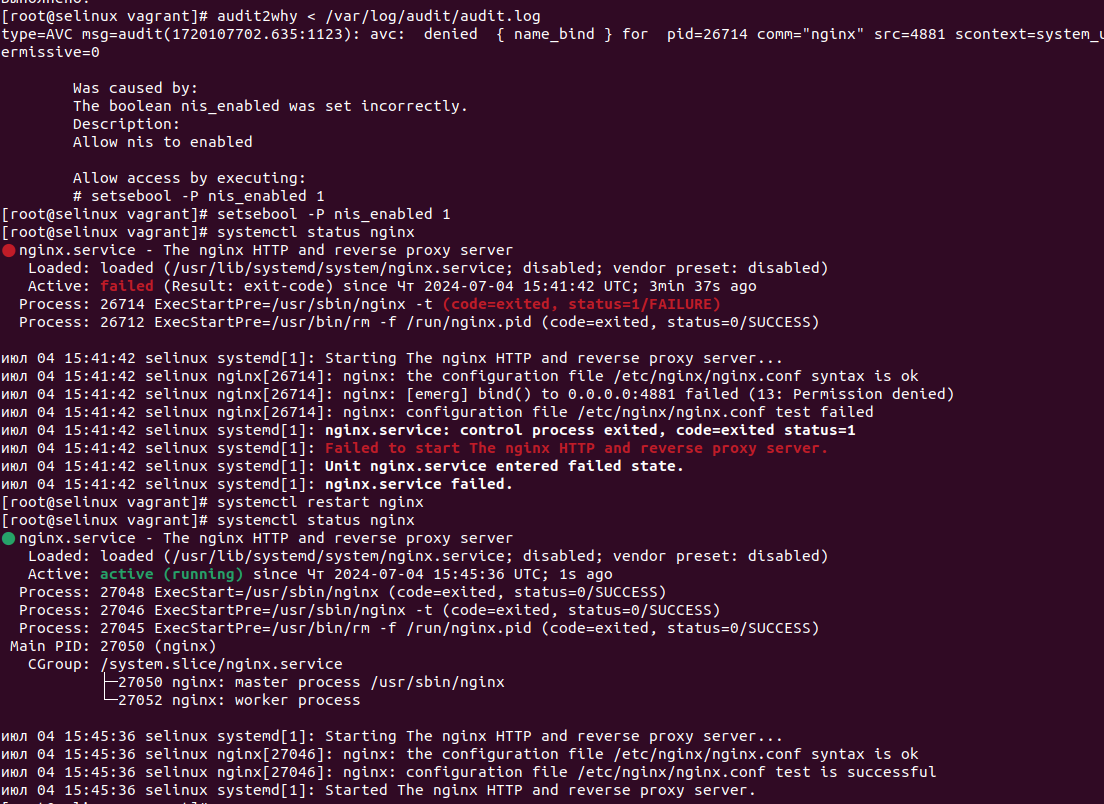 [root@selinux vagrant]# audit2why < /var/log/audit/audit.log
type=AVC msg=audit(1720107702.635:1123): avc:  denied  { name_bind } for  pid=26714 comm="nginx" src=4881 scontext=system_u
ermissive=0
Was caused by:
The boolean nis_enabled was set incorrectly.
Description:
Allow nis to enabled
Allow access by executing:
# setsebool -P nis_enabled 1
[root@selinux vagrant]# setsebool -P nis_enabled 1
[root@selinux vagrant]# systemctl status nginx
● nginx.service - The nginx HTTP and reverse proxy server
Loaded: loaded (/usr/lib/systemd/system/nginx.service; disabled; vendor preset: disabled)
Active: failed (Result: exit-code) since Чт 2024-07-04 15:41:42 UTC; 3min 37s ago
Process: 26714 ExecStartPre=/usr/sbin/nginx -t (code=exited, status=1/FAILURE)
Process: 26712 ExecStartPre=/usr/bin/rm -f /run/nginx.pid (code=exited, status=0/SUCCESS)
июл 04 15:41:42 selinux systemd[1]: Starting The nginx HTTP and reverse proxy server...
июл 04 15:41:42 selinux nginx[26714]: nginx: the configuration file /etc/nginx/nginx.conf syntax is ok
июл 04 15:41:42 selinux nginx[26714]: nginx: [emerg] bind() to 0.0.0.0:4881 failed (13: Permission denied)
июл 04 15:41:42 selinux nginx[26714]: nginx: configuration file /etc/nginx/nginx.conf test failed
июл 04 15:41:42 selinux systemd[1]: nginx.service: control process exited, code=exited status=1
июл 04 15:41:42 selinux systemd[1]: Failed to start The nginx HTTP and reverse proxy server.
июл 04 15:41:42 selinux systemd[1]: Unit nginx.service entered failed state.
июл 04 15:41:42 selinux systemd[1]: nginx.service failed.
[root@selinux vagrant]# systemctl restart nginx
[root@selinux vagrant]# systemctl status nginx
● nginx.service - The nginx HTTP and reverse proxy server
Loaded: loaded (/usr/lib/systemd/system/nginx.service; disabled; vendor preset: disabled)
Active: active (running) since Чт 2024-07-04 15:45:36 UTC; 1s ago
Process: 27048 ExecStart=/usr/sbin/nginx (code=exited, status=0/SUCCESS)
Process: 27046 ExecStartPre=/usr/sbin/nginx -t (code=exited, status=0/SUCCESS)
Process: 27045 ExecStartPre=/usr/bin/rm -f /run/nginx.pid (code=exited, status=0/SUCCESS)
Main PID: 27050 (nginx)
CGroup: /system.slice/nginx.service
├─27050 nginx: master process /usr/sbin/nginx
└─27052 nginx: worker process
июл 04 15:45:36 selinux systemd[1]: Starting The nginx HTTP and reverse proxy server...
июл 04 15:45:36 selinux nginx[27046]: nginx: the configuration file /etc/nginx/nginx.conf syntax is ok
июл 04 15:45:36 selinux nginx[27046]: nginx: configuration file /etc/nginx/nginx.conf test is successful
июл 04 15:45:36 selinux systemd[1]: Started The nginx HTTP and reverse proxy server.